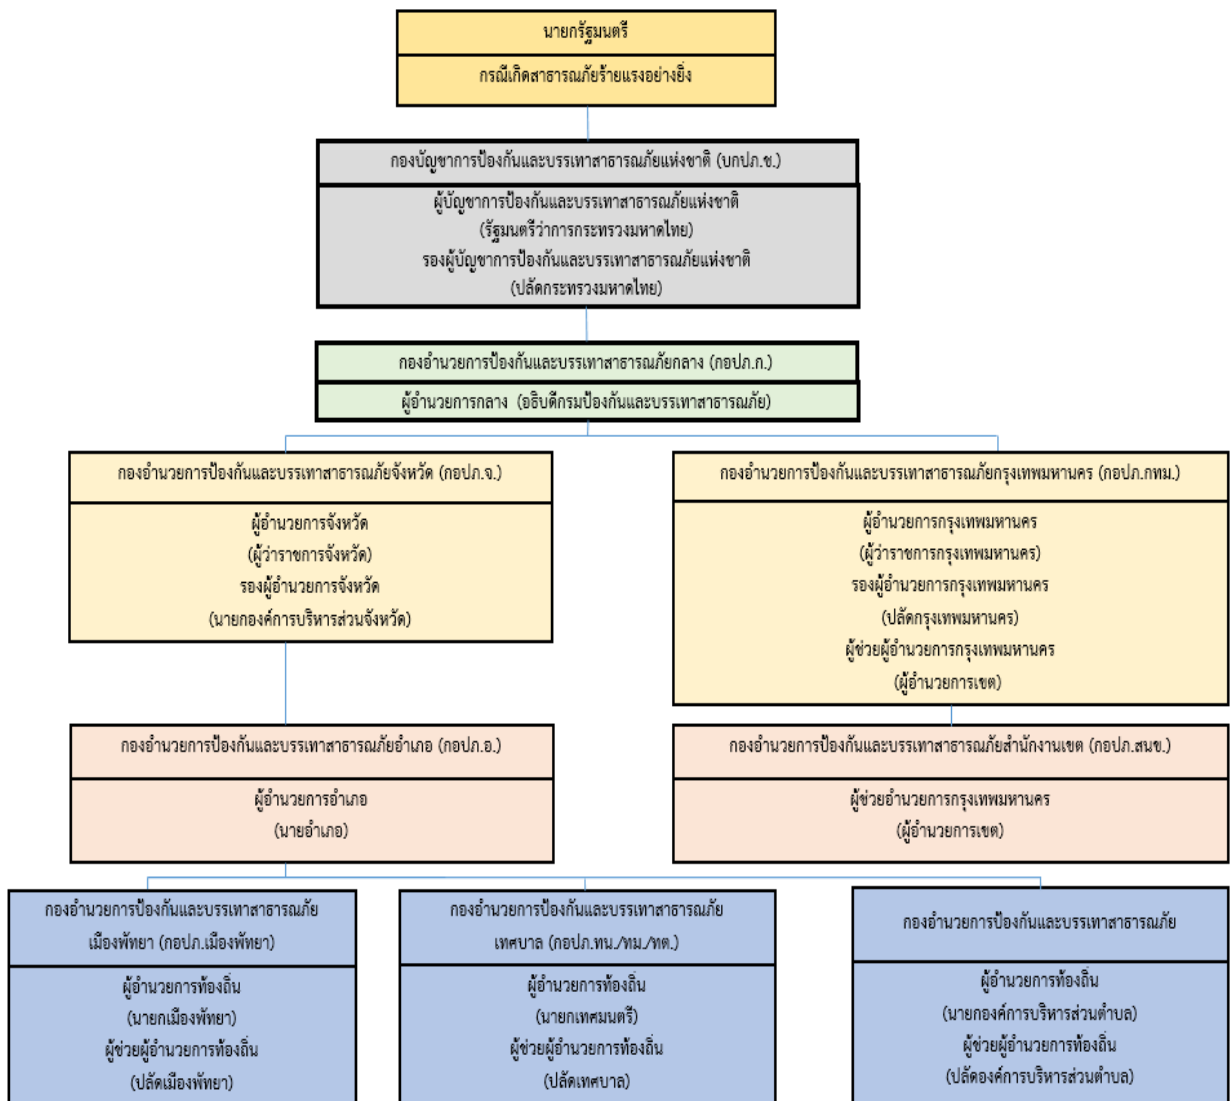 นายกรัฐมนตรี
กรณีเกิดสาธารณภัยร้ายแรงอย่างยิ่ง
กองบัญชาการป้องกันและบรรเทาสาธารณภัยแห่งชาติ (บกปภ.ช.)
ผู้บัญชาการป้องกันและบรรเทาสาธารณภัยแห่งชาติ
(รัฐมนตรีว่าการกระทรวงมหาดไทย)
รองผู้บัญชาการป้องกันและบรรเทาสาธารณภัยแห่งชาติ
(ปลัดกระทรวงมหาดไทย)
กองอำนวยการป้องกันและบรรเทาสาธารณภัยกลาง (กอปภ.ก.)
ผู้อำนวยการกลาง (อธิบดีกรมป้องกันและบรรเทาสาธารณภัย)
กองอำนวยการป้องกันและบรรเทาสาธารณภัยจังหวัด (กอปภ.จ.)
ผู้อำนวยการจังหวัด
(ผู้ว่าราชการจังหวัด)
รองผู้อำนวยการจังหวัด
(นายกองค์การบริหารส่วนจังหวัด)
กองอำนวยการป้องกันและบรรเทาสาธารณภัยกรุงเทพมหานคร (กอปภ.กทม.)
ผู้อำนวยการกรุงเทพมหานคร
(ผู้ว่าราชการกรุงเทพมหานคร)
รองผู้อำนวยการกรุงเทพมหานคร
(ปลัดกรุงเทพมหานคร)
ผู้ช่วยผู้อำนวยการกรุงเทพมหานคร
(ผู้อำนวยการเขต)
กองอำนวยการป้องกันและบรรเทาสาธารณภัยอำเภอ (กอปภ.อ.)
ผู้อำนวยการอำเภอ
(นายอำเภอ)
กองอำนวยการป้องกันและบรรเทาสาธารณภัยสำนักงานเขต (กอปภ.สนข.)
ผู้ช่วยอำนวยการกรุงเทพมหานคร
(ผู้อำนวยการเขต)
กองอำนวยการป้องกันและบรรเทาสาธารณภัย
เมืองพัทยา (กอปภ.เมืองพัทยา)
ผู้อำนวยการท้องถิ่น
(นายกเมืองพัทยา)
ผู้ช่วยผู้อำนวยการท้องถิ่น
(ปลัดเมืองพัทยา)
กองอำนวยการป้องกันและบรรเทาสาธารณภัย
เทศบาล (กอปภ.ทน./ทม./ทต.)
ผู้อำนวยการท้องถิ่น
(นายกเทศมนตรี)
ผู้ช่วยผู้อำนวยการท้องถิ่น
(ปลัดเทศบาล)
กองอำนวยการป้องกันและบรรเทาสาธารณภัย
ผู้อำนวยการท้องถิ่น
(นายกองค์การบริหารส่วนตำบล)
ผู้ช่วยผู้อำนวยการท้องถิ่น
(ปลัดองค์การบริหารส่วนตำบล)